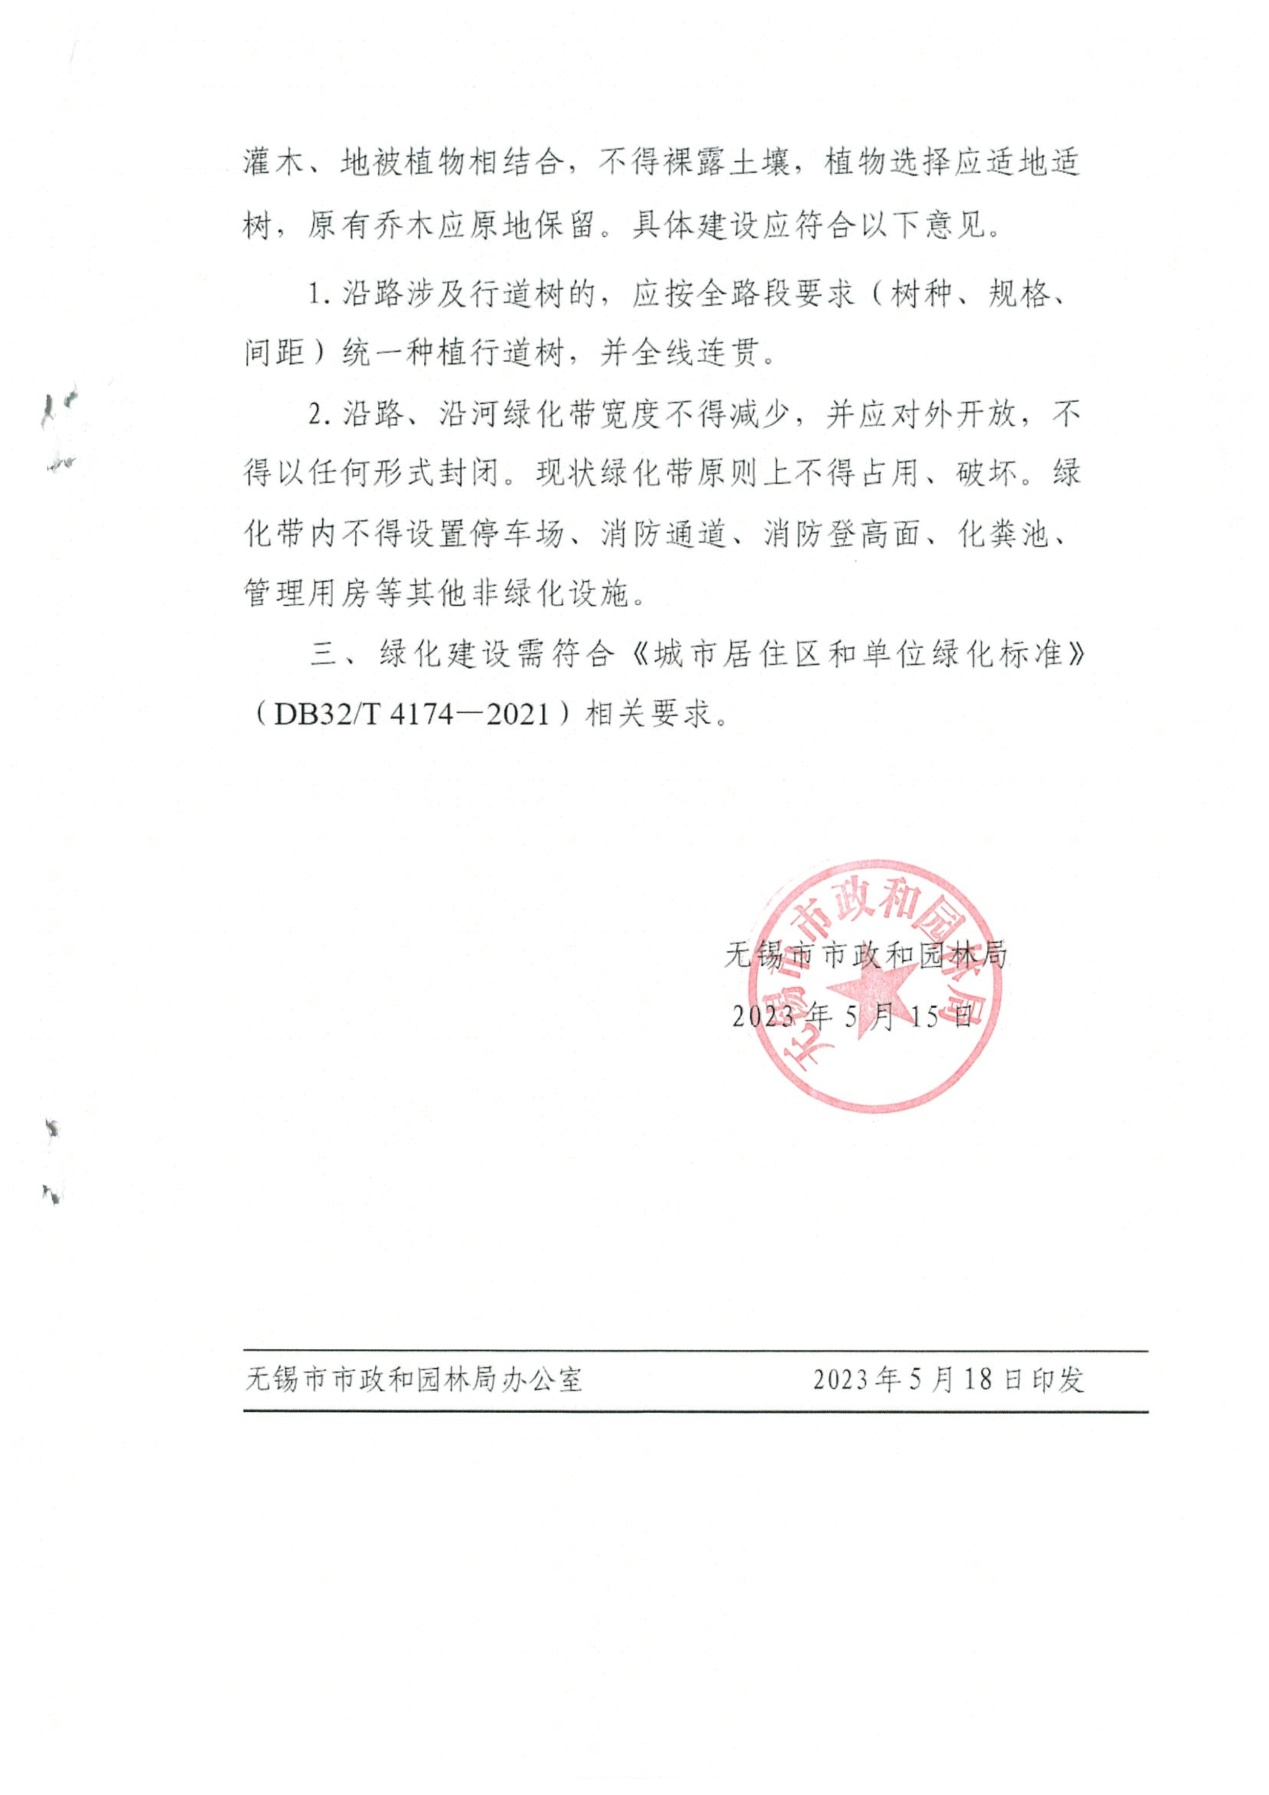 灌木、地被植物相结合，不得裸露土壤，植物选择应适地适
树，原有乔木应原地保留。具体建设应符合以下意见。
1.沿路涉及行道树的，应按全路段要求（树种、规格、
间距）统一种植行道树，并全线连贯。
2.沿路、沿河绿化带宽度不得减少，并应对外开放，不
得以任何形式封闭。现状绿化带原则上不得占用、破坏。绿
化带内不得设置停车场、消防通道、消防登高面、化粪池、
管理用房等其他非绿化设施。
三、绿化建设需符合《城市居住区和单位绿化标准》
（DB32/T 4174—2021）相关要求。
无锡市市政和园林局
无锡市市政和园林局
2023年5月15日
无锡市市政和园林局办公室 2023年5月18日印发